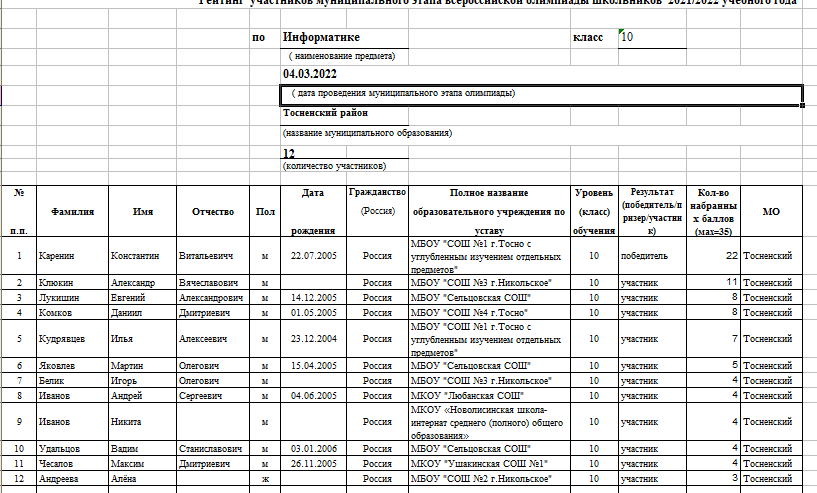 Рейтинг участников муниципального этапа всероссийской олимпиады школьников 2021/2022 учебного года
по Информатике класс 10
( наименование предмета)
04.03.2022
( дата проведения муниципального этапа олимпиады)
Тосненский район
(название муниципального образования)
12
(количество участников)
№ п.п. Фамилия Имя Отчество Пол Дата рождения Гражданство (Россия) Полное название образовательного учреждения по уставу Уровень (класс) обучения Результат (победитель/призер/участник) Кол-во набранных баллов (мах=35) МО
1 Каренин Константин Витальевичч м 22.07.2005 Россия МБОУ "СОШ №1 г.Тосно с углубленным изучением отдельных предметов" 10 победитель 22 Тосненский
2 Клюкин Александр Вячеславович м Россия МБОУ "СОШ №3 г.Никольское" 10 участник 11 Тосненский
3 Лукишин Евгений Александрович м 14.12.2005 Россия МБОУ "Сельцовская СОШ" 10 участник 8 Тосненский
4 Комков Даниил Дмитриевич м 01.05.2005 Россия МБОУ "СОШ №4 г.Тосно" 10 участник 8 Тосненский
5 Кудрявцев Илья Алексеевич м 23.12.2004 Россия МБОУ "СОШ №1 г.Тосно с углубленным изучением отдельных предметов" 10 участник 7 Тосненский
6 Яковлев Мартин Олегович м 15.04.2005 Россия МБОУ "Сельцовская СОШ" 10 участник 5 Тосненский
7 Белик Игорь Олегович м Россия МБОУ "СОШ №3 г.Никольское" 10 участник 4 Тосненский
8 Иванов Андрей Сергеевич м 04.06.2005 Россия МКОУ "Любанская СОШ" 10 участник 4 Тосненский
9 Иванов Никита м Россия МКОУ «Новолисинская школа-интернат среднего (полного) общего образования» 10 участник 4 Тосненский
10 Удальцов Вадим Станиславович м 03.01.2006 Россия МБОУ "Сельцовская СОШ" 10 участник 4 Тосненский
11 Чесалов Максим Дмитриевич м 26.11.2005 Россия МКОУ "Ушакинская СОШ №1" 10 участник 4 Тосненский
12 Андреева Алёна ж Россия МБОУ "СОШ №2 г.Никольское" 10 участник 3 Тосненский